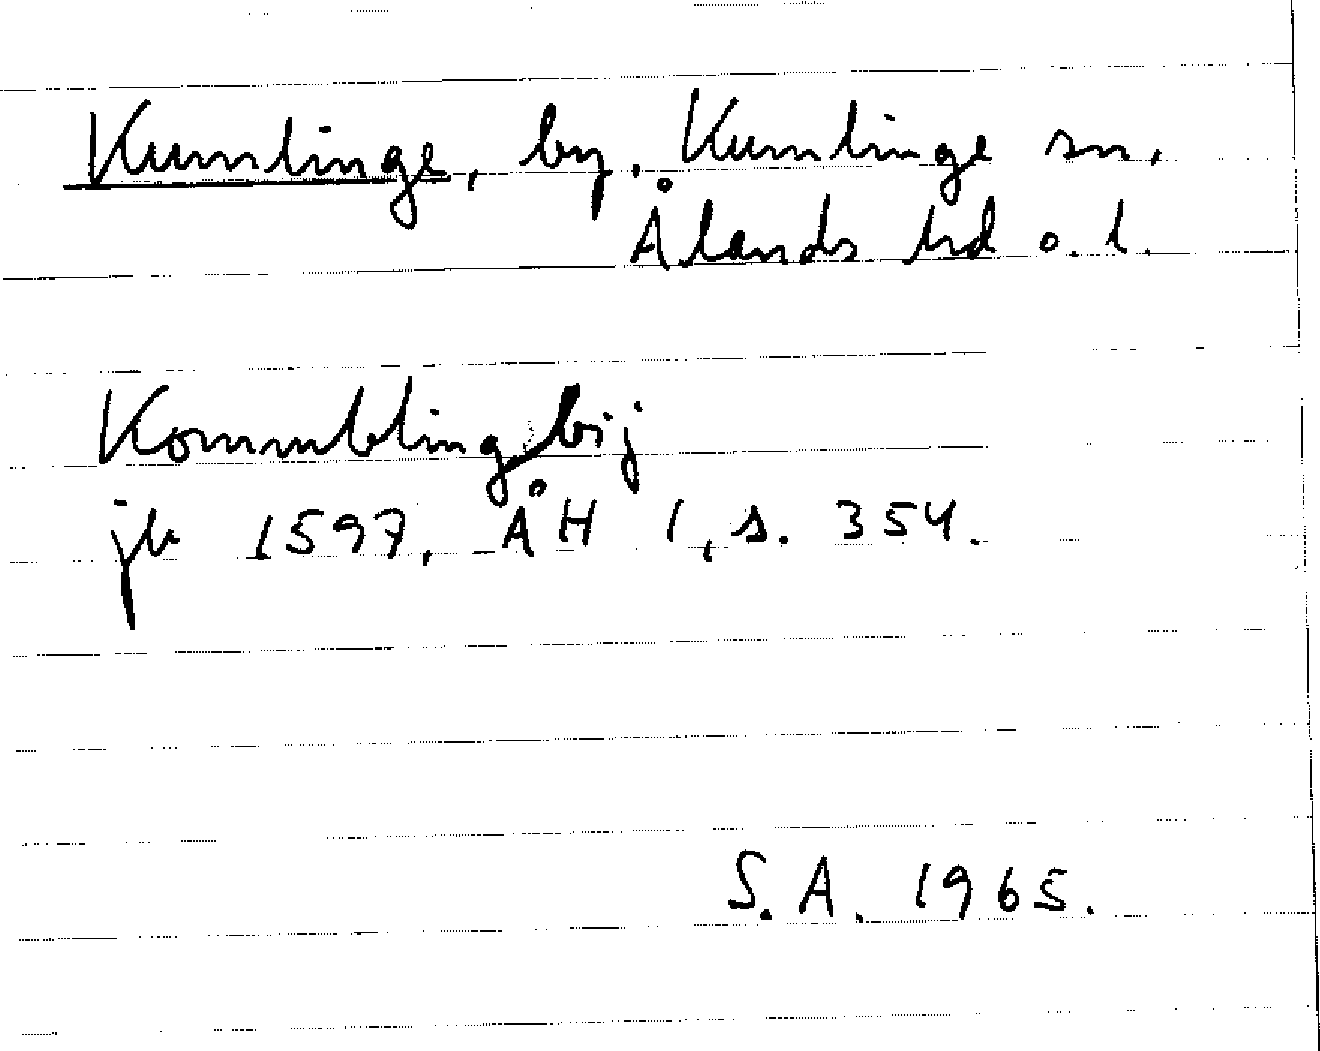 Kumlinge, by, Kumlinge sn,
Ålands hd o. l.
Kommblingbij
jb 1597, ÅH 1, s. 354.
S.A. 1965.